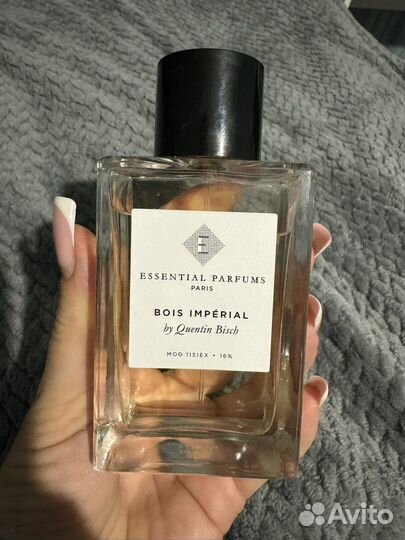 E
ESSENTIAL PARFUMS
PARIS
BOIS IMPÉRIAL
by Quentin Bisch
MOD 1151EX • 16%
Avito